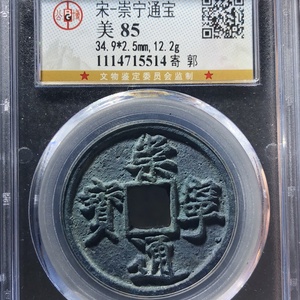 宋-崇宁通宝
美 85
34.9*2.5mm,12.2g
1114715514 寄 郭
文物鉴定委员会监制
崇寧通寳